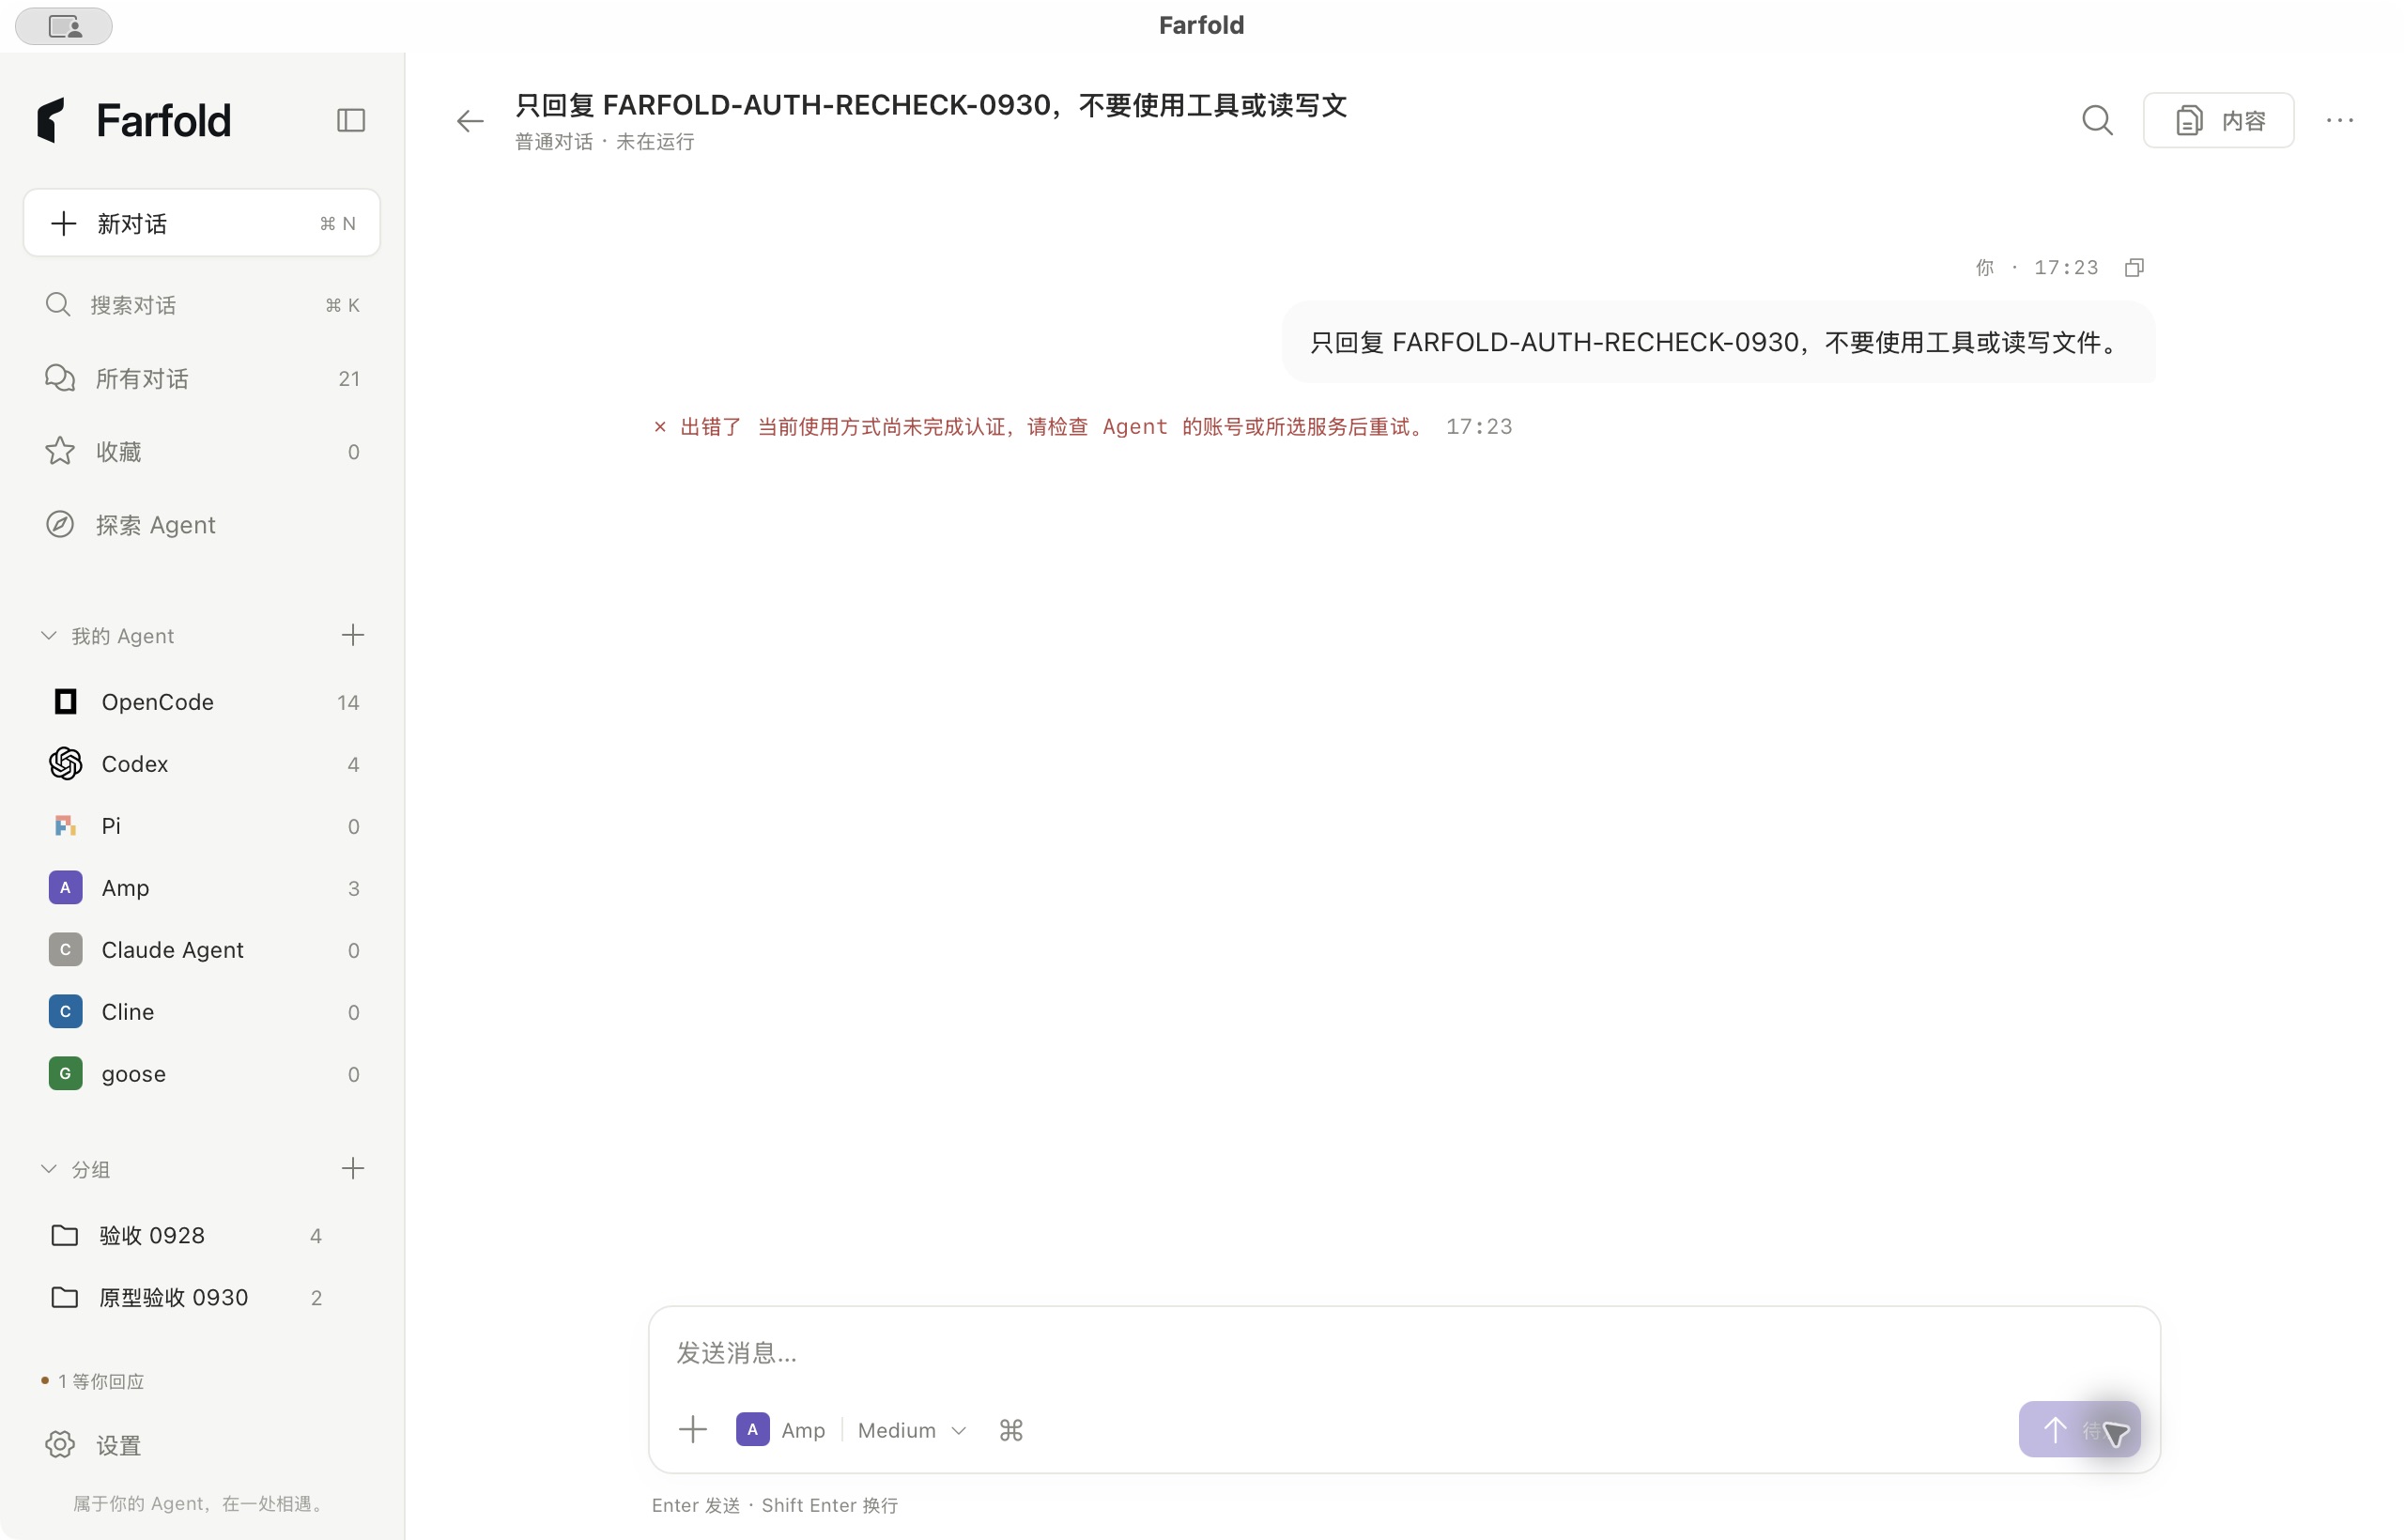 Farfold
Farfold
新对话 ⌘ N
搜索对话 ⌘ K
所有对话 21
收藏 0
探索 Agent
我的 Agent
OpenCode 14
Codex 4
Pi 0
A Amp 3
C Claude Agent 0
C Cline 0
G goose 0
分组
验收 0928 4
原型验收 0930 2
1 等你回应
设置
属于你的 Agent，在一处相遇。
只回复 FARFOLD-AUTH-RECHECK-0930，不要使用工具或读写文
普通对话 · 未在运行
内容
你 · 17:23
只回复 FARFOLD-AUTH-RECHECK-0930，不要使用工具或读写文件。
× 出错了 当前使用方式尚未完成认证，请检查 Agent 的账号或所选服务后重试。 17:23
发送消息...
A Amp Medium ⌘
待
Enter 发送 · Shift Enter 换行